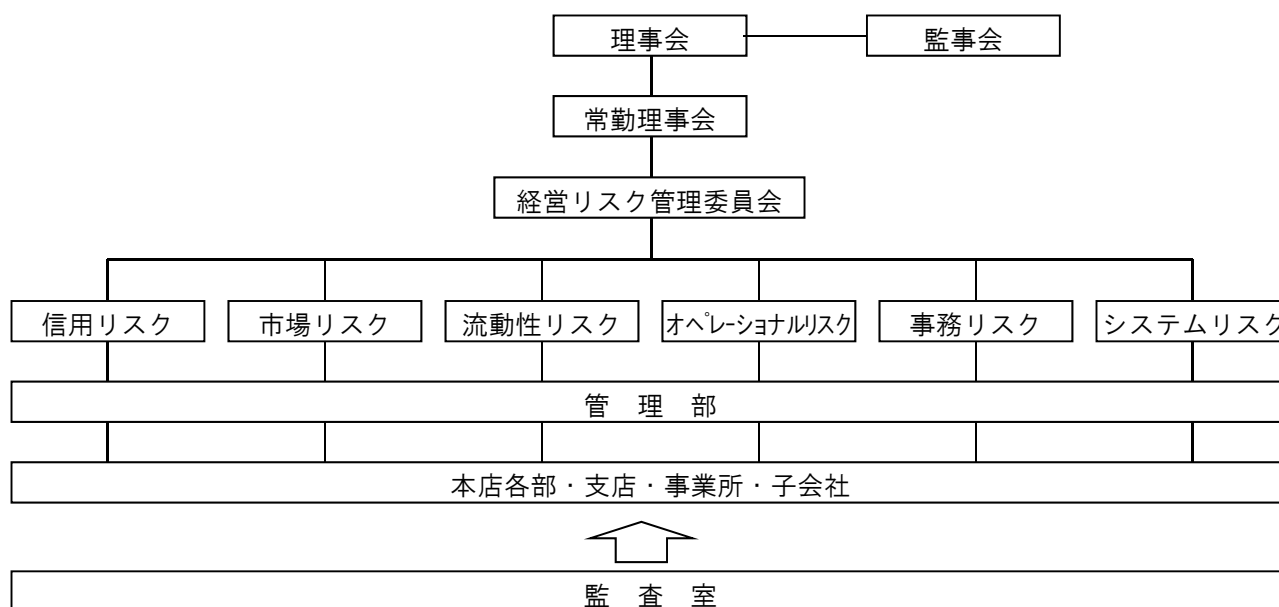 理事会
監事会
常勤理事会
経営リスク管理委員会
信用リスク
市場リスク
流動性リスク
オペレーショナルリスク
事務リスク
システムリスク
管 理 部
本店各部・支店・事業所・子会社
監 査 室